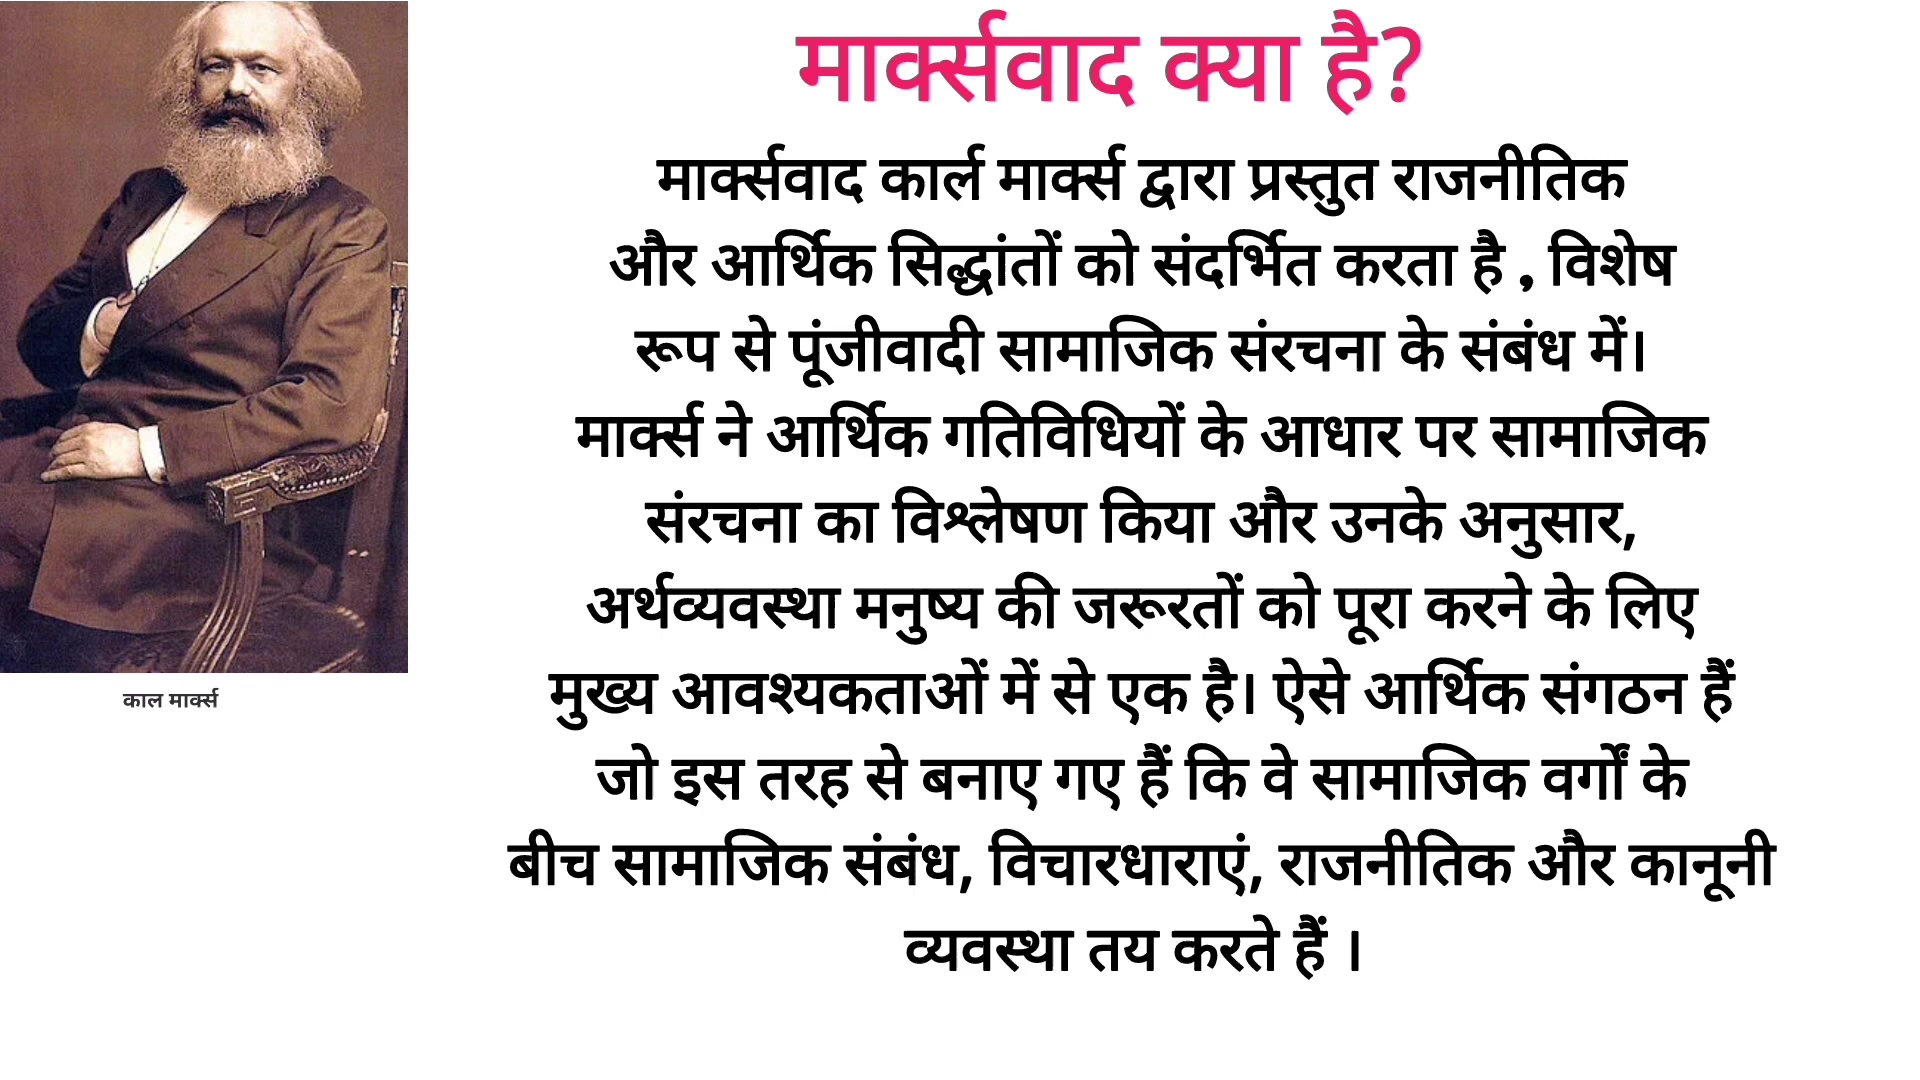 मार्क्सवाद क्या है?
मार्क्सवाद कार्ल मार्क्स द्वारा प्रस्तुत राजनीतिक
और आर्थिक सिद्धांतों को संदर्भित करता है , विशेष
रूप से पूंजीवादी सामाजिक संरचना के संबंध में।
मार्क्स ने आर्थिक गतिविधियों के आधार पर सामाजिक
संरचना का विश्लेषण किया और उनके अनुसार,
अर्थव्यवस्था मनुष्य की जरूरतों को पूरा करने के लिए
मुख्य आवश्यकताओं में से एक है। ऐसे आर्थिक संगठन हैं
जो इस तरह से बनाए गए हैं कि वे सामाजिक वर्गों के
बीच सामाजिक संबंध, विचारधाराएं, राजनीतिक और कानूनी
व्यवस्था तय करते हैं ।
काल मार्क्स